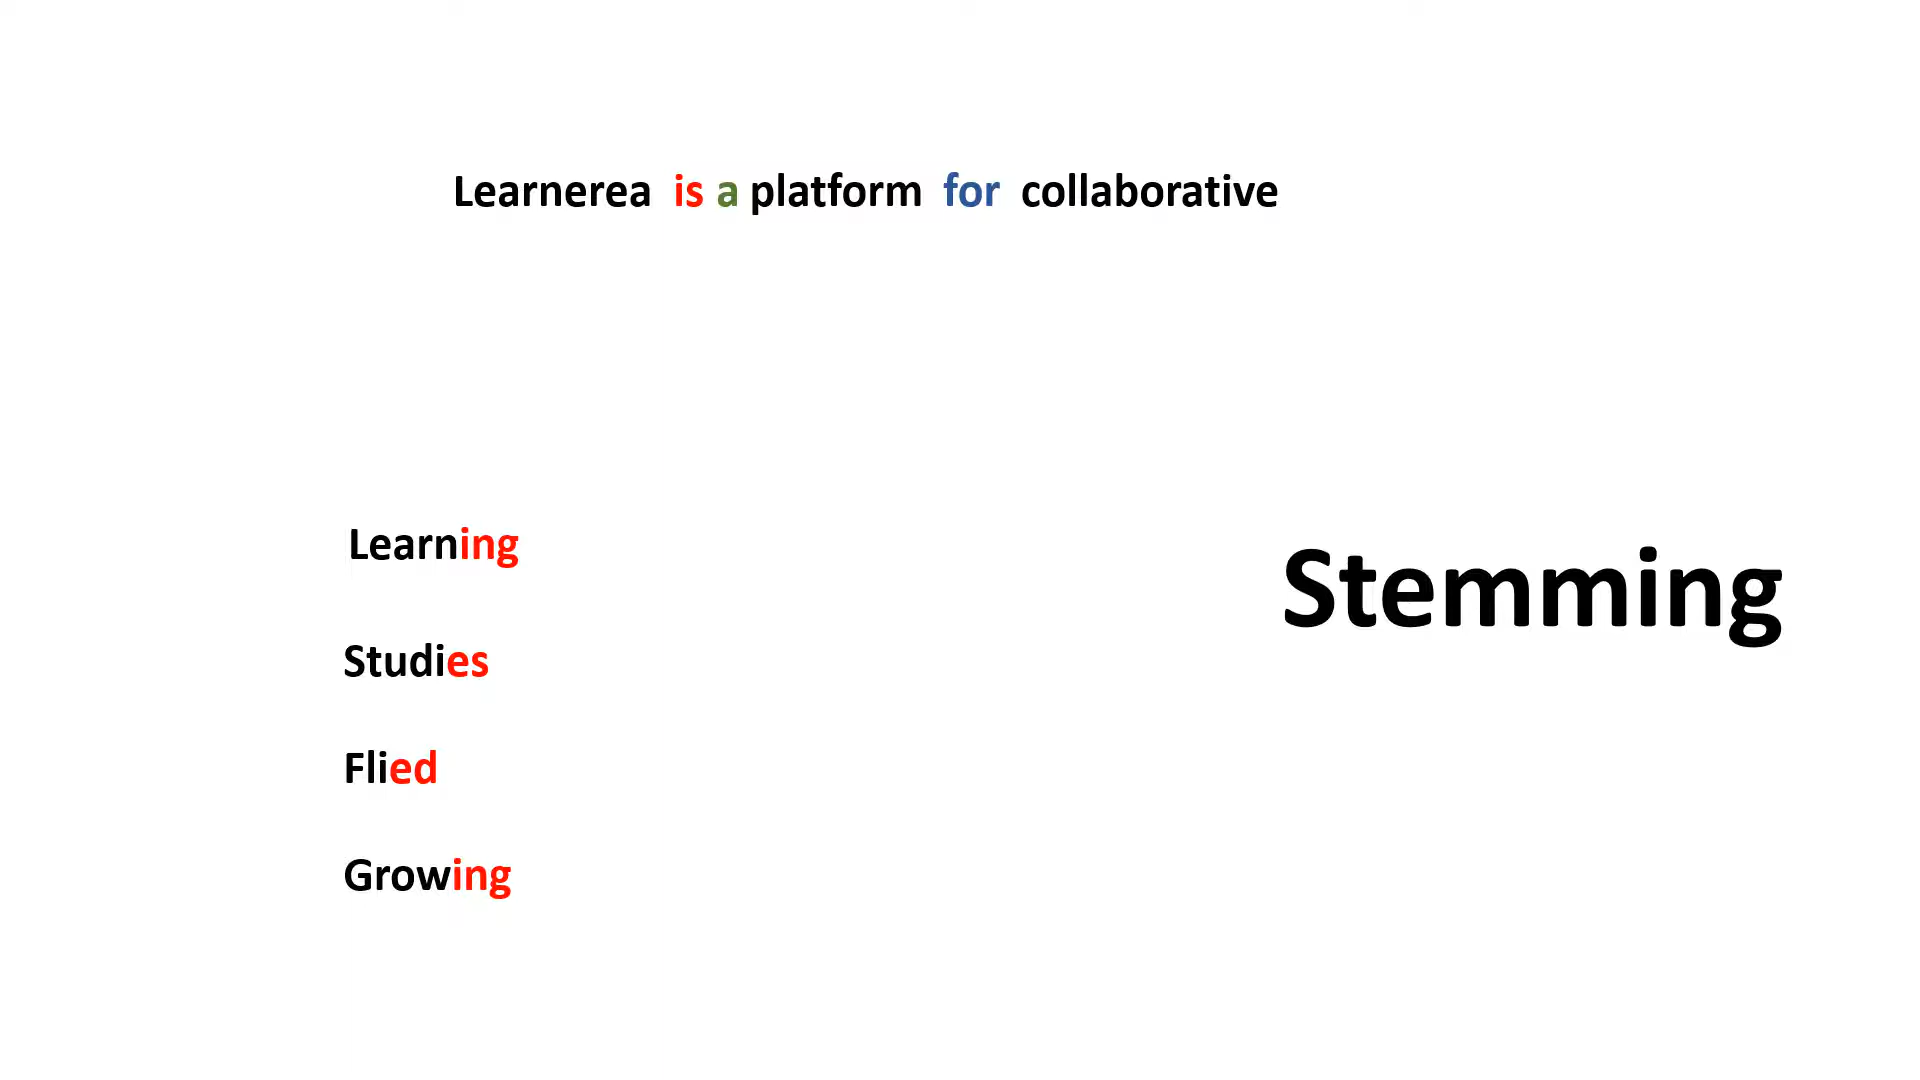 Learnerea is a platform for collaborative
Learning
Stemming
Studies
Flied
Growing